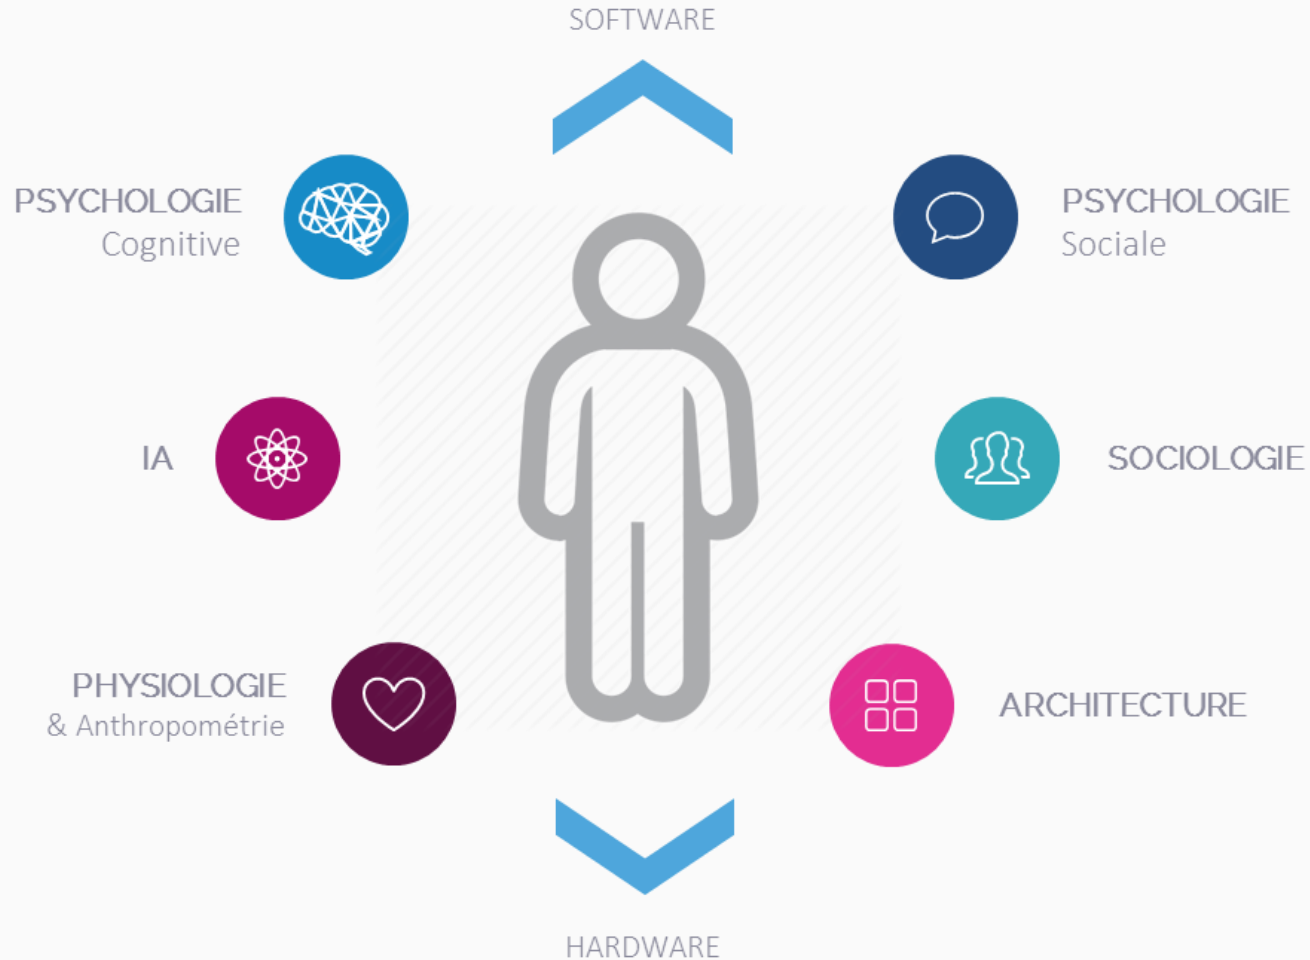 SOFTWARE
PSYCHOLOGIE
Cognitive
PSYCHOLOGIE
Sociale
IA
SOCIOLOGIE
PHYSIOLOGIE
& Anthropométrie
ARCHITECTURE
HARDWARE